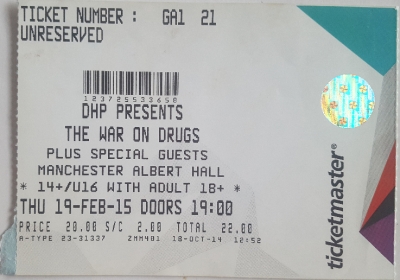 TICKET NUMBER : GA1 21
UNRESERVED
123725533658
DHP PRESENTS
THE WAR ON DRUGS
PLUS SPECIAL GUESTS
MANCHESTER ALBERT HALL
* 14+/U16 WITH ADULT 18+ *
THU 19-FEB-15 DOORS 19:00
PRICE 20.00 S/C 2.00 TOTAL 22.00
A-TYPE 23-31337 ZMM401 18-OCT-14 12:52
ticketmaster®